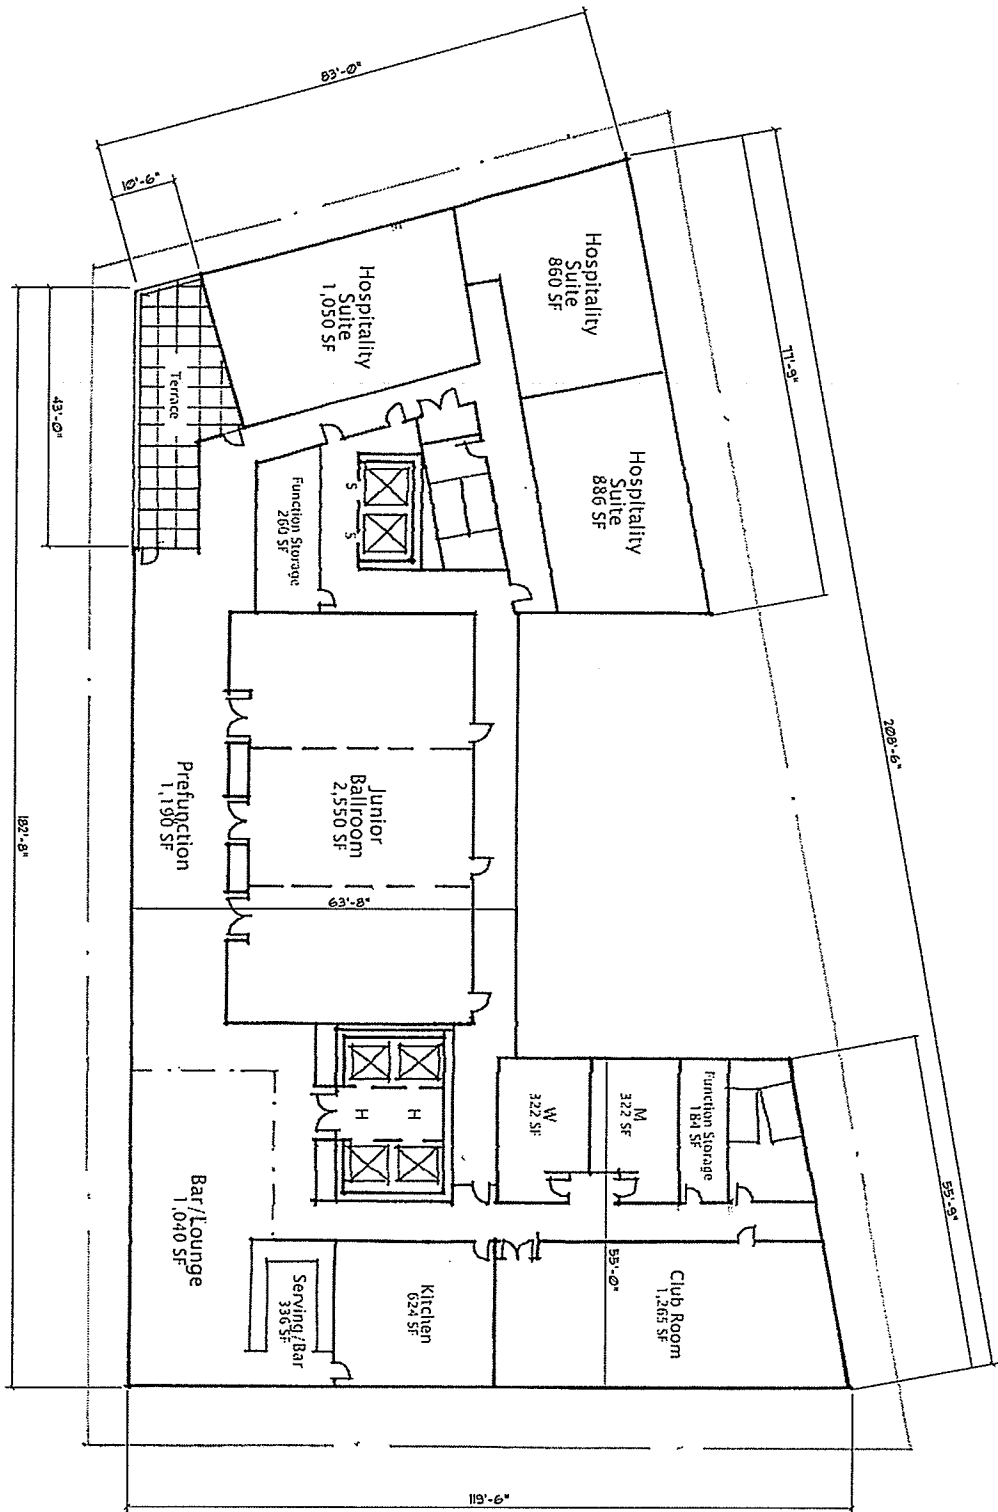 83'-0"
10'-6"
Hospitality
Suite
860 SF
Hospitality
Suite
1,050 SF
77'-9"
Terrace
43'-0"
Hospitality
Suite
886 SF
Function Storage
260 SF
S
S
208'-6"
Junior
Ballroom
2,550 SF
Prefunction
1,190 SF
182'-8"
63'-8"
H
H
W
322 SF
M
322 SF
Function Storage
184 SF
55'-9"
Bar/Lounge
1,040 SF
Serving/Bar
336 SF
Kitchen
624 SF
55'-0"
Club Room
1,265 SF
119'-6"